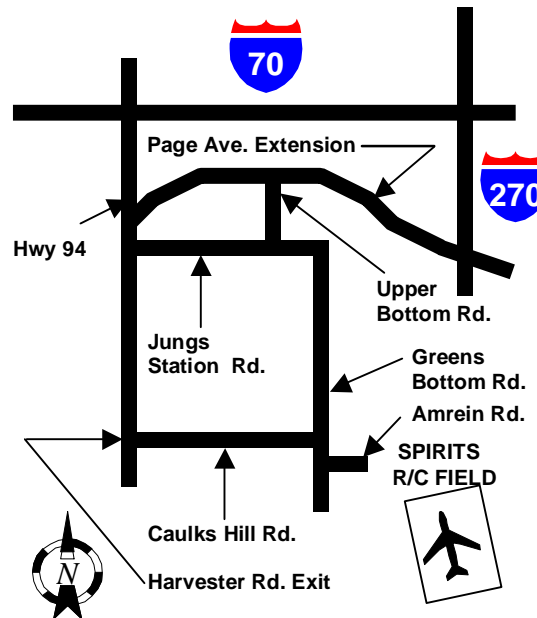 70
Page Ave. Extension
270
Hwy 94
Upper
Bottom Rd.
Jungs
Station Rd.
Greens
Bottom Rd.
Amrein Rd.
SPIRITS
R/C FIELD
Caulks Hill Rd.
N
Harvester Rd. Exit